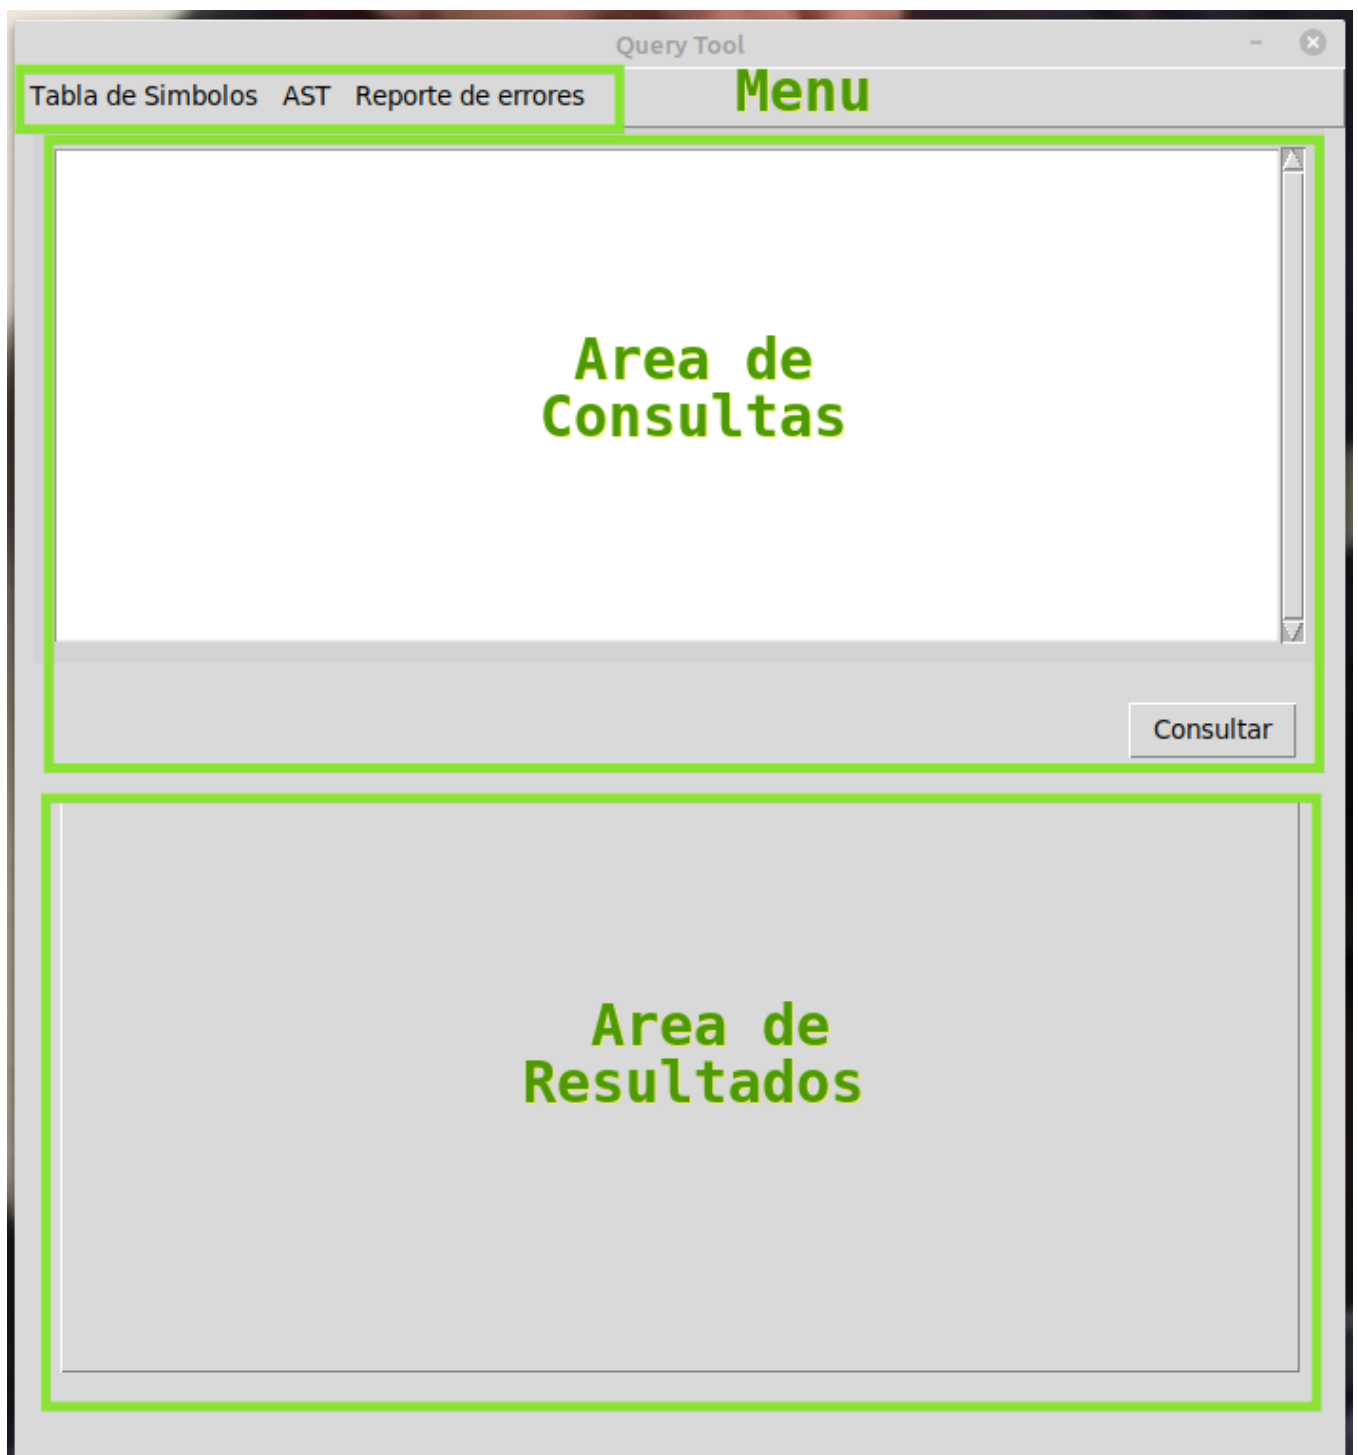 Query Tool
Tabla de Simbolos AST Reporte de errores
Menu
Area de
Consultas
Consultar
Area de
Resultados